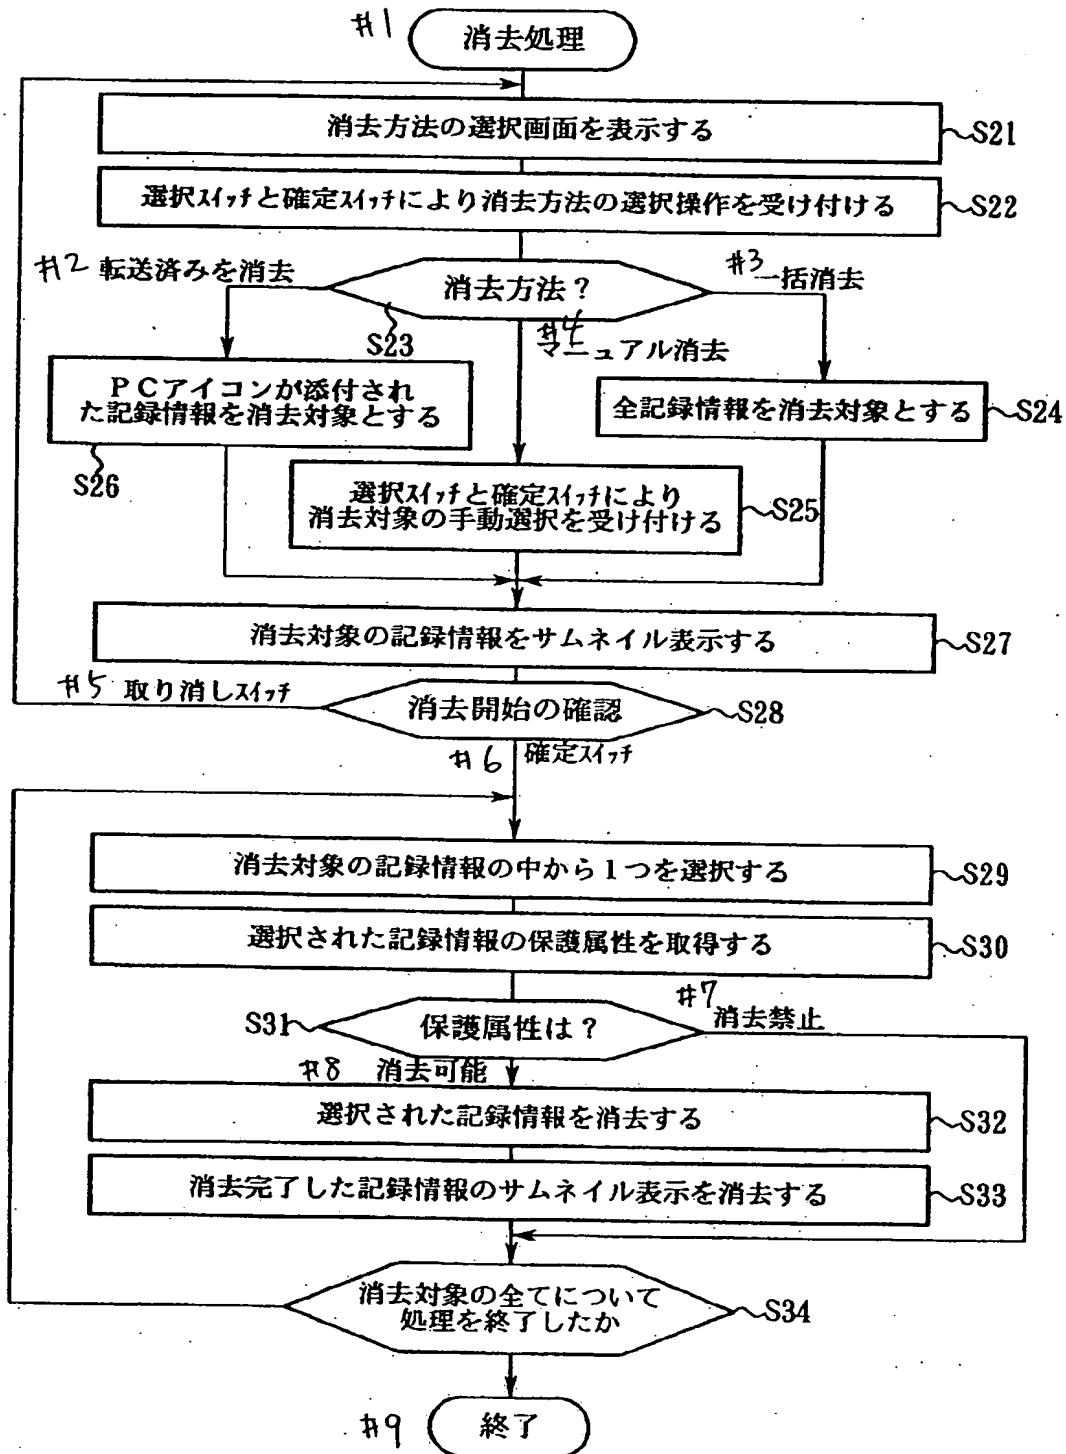 #1
消去処理
消去方法の選択画面を表示する
S21
選択スイッチと確定スイッチにより消去方法の選択操作を受け付ける
S22
#2 転送済みを消去
消去方法?
#3
一括消去
S23
#4
マニュアル消去
PCアイコンが添付され
た記録情報を消去対象とする
S26
全記録情報を消去対象とする
S24
選択スイッチと確定スイッチにより
消去対象の手動選択を受け付ける
S25
消去対象の記録情報をサムネイル表示する
S27
#5 取り消しスイッチ
消去開始の確認
S28
#6 確定スイッチ
消去対象の記録情報の中から1つを選択する
S29
選択された記録情報の保護属性を取得する
S30
S31
保護属性は?
#7
消去禁止
#8 消去可能
選択された記録情報を消去する
S32
消去完了した記録情報のサムネイル表示を消去する
S33
消去対象の全てについて
処理を終了したか
S34
#9
終了